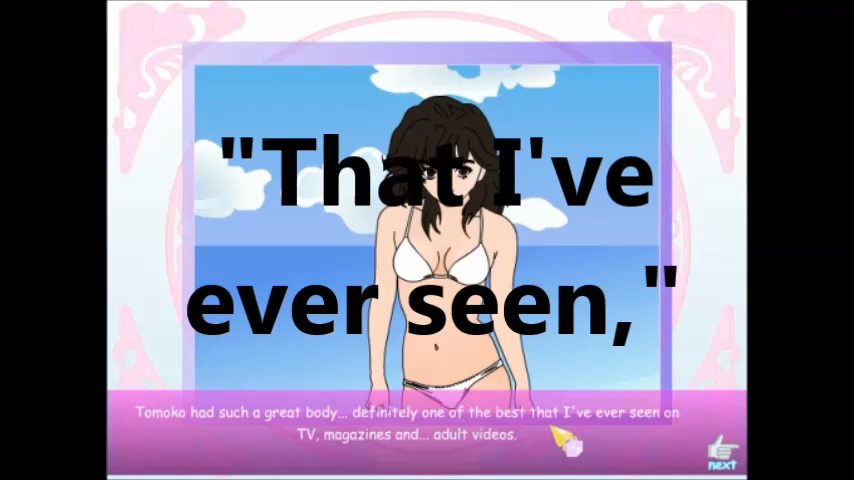 "That I've
ever seen,"
Tomoko had such a great body... definitely one of the best that I've ever seen on
TV, magazines and... adult videos.
next